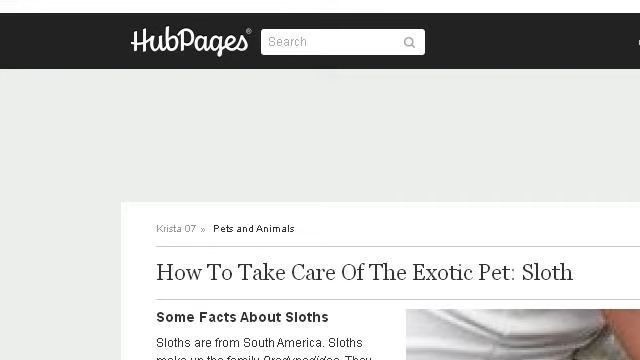 HubPages®
Search
Krista 07 » Pets and Animals
How To Take Care Of The Exotic Pet: Sloth
Some Facts About Sloths
Sloths are from South America. Sloths
make up the family Bradypodidae. They